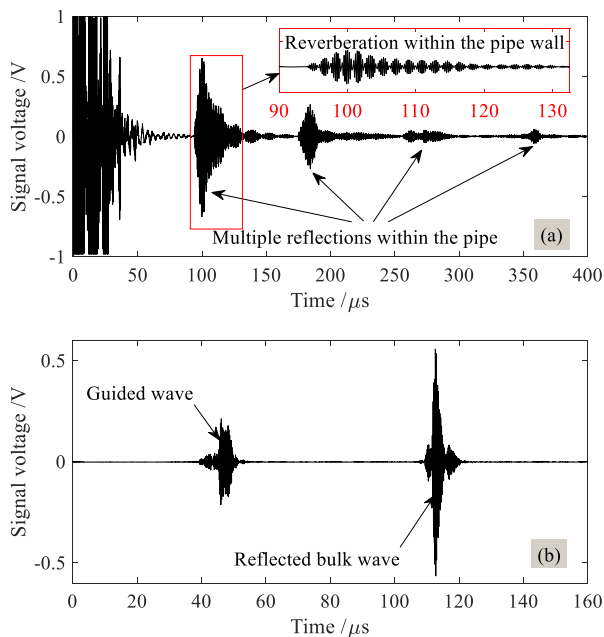 1
0.5
0
-0.5
-1
Signal voltage /V
Reverberation within the pipe wall
90 100 110 120 130
Multiple reflections within the pipe
(a)
0 50 100 150 200 250 300 350 400
Time /μs
0.5
0
-0.5
Signal voltage /V
Guided wave
Reflected bulk wave
(b)
0 20 40 60 80 100 120 140 160
Time /μs